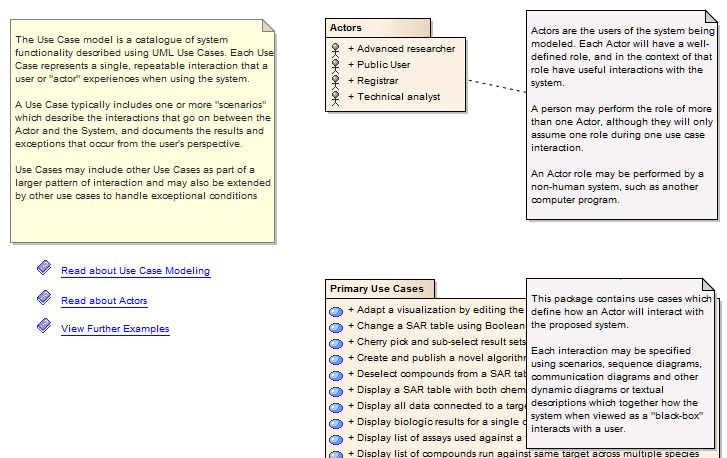 The Use Case model is a catalogue of system
functionality described using UML Use Cases. Each Use
Case represents a single, repeatable interaction that a
user or "actor" experiences when using the system.
A Use Case typically includes one or more "scenarios"
which describe the interactions that go on between the
Actor and the System, and documents the results and
exceptions that occur from the user's perspective.
Use Cases may include other Use Cases as part of a
larger pattern of interaction and may also be extended
by other use cases to handle exceptional conditions
Read about Use Case Modeling
Read about Actors
View Further Examples
Actors
+ Advanced researcher
+ Public User
+ Registrar
+ Technical analyst
Actors are the users of the system being
modeled. Each Actor will have a well-
defined role, and in the context of that
role have useful interactions with the
system.
A person may perform the role of more
than one Actor, although they will only
assume one role during one use case
interaction.
An Actor role may be performed by a
non-human system, such as another
computer program.
Primary Use Cases
+ Adapt a visualization by editing the
+ Change a SAR table using Boolean
+ Cherry pick and sub-select result sets
+ Create and publish a novel algorithm
+ Deselect compounds from a SAR
+ Display a SAR table with both
+ Display all data connected to a
+ Display biologic results for a single
+ Display list of assays used against a
+ Display list of compounds run against same target across multiple species
This package contains use cases which
define how an Actor will interact with
the proposed system.
Each interaction may be specified
using scenarios, sequence diagrams,
communication diagrams and other
dynamic diagrams or textual
descriptions which together how the
system when viewed as a "black-box"
interacts with a user.